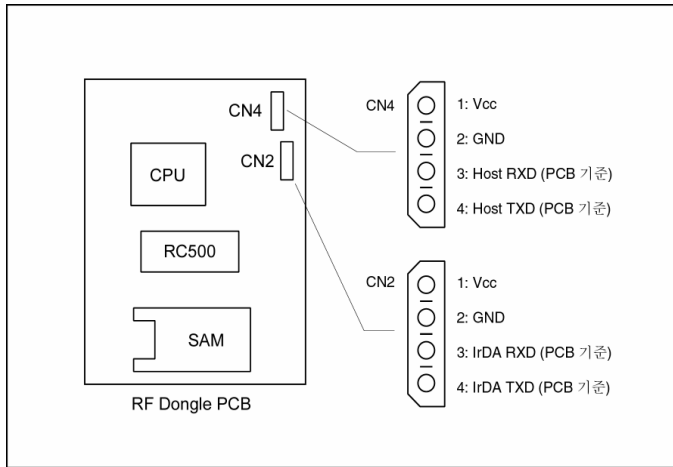 CN4
CN2
CPU
RC500
SAM
RF Dongle PCB
CN4
1: Vcc
2: GND
3: Host RXD (PCB 기준)
4: Host TXD (PCB 기준)
CN2
1: Vcc
2: GND
3: IrDA RXD (PCB 기준)
4: IrDA TXD (PCB 기준)